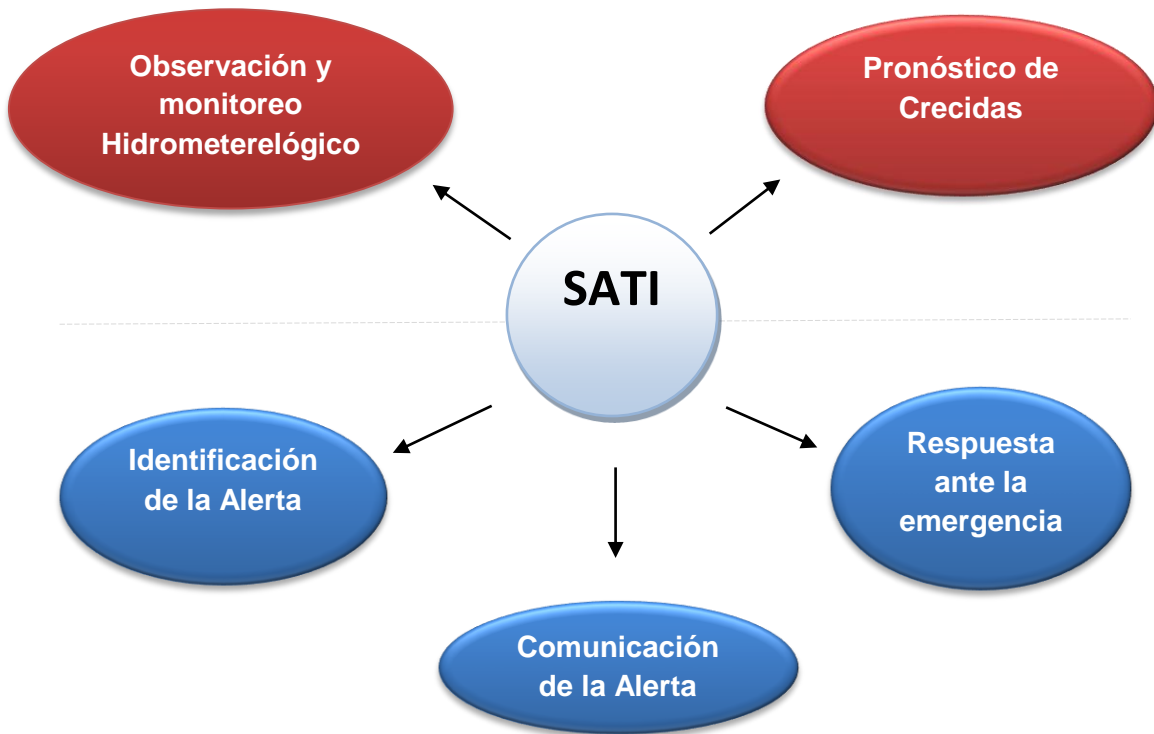 Observación y
monitoreo
Hidrometerelógico
Pronóstico de
Crecidas
SATI
Identificación
de la Alerta
Respuesta
ante la
emergencia
Comunicación
de la Alerta